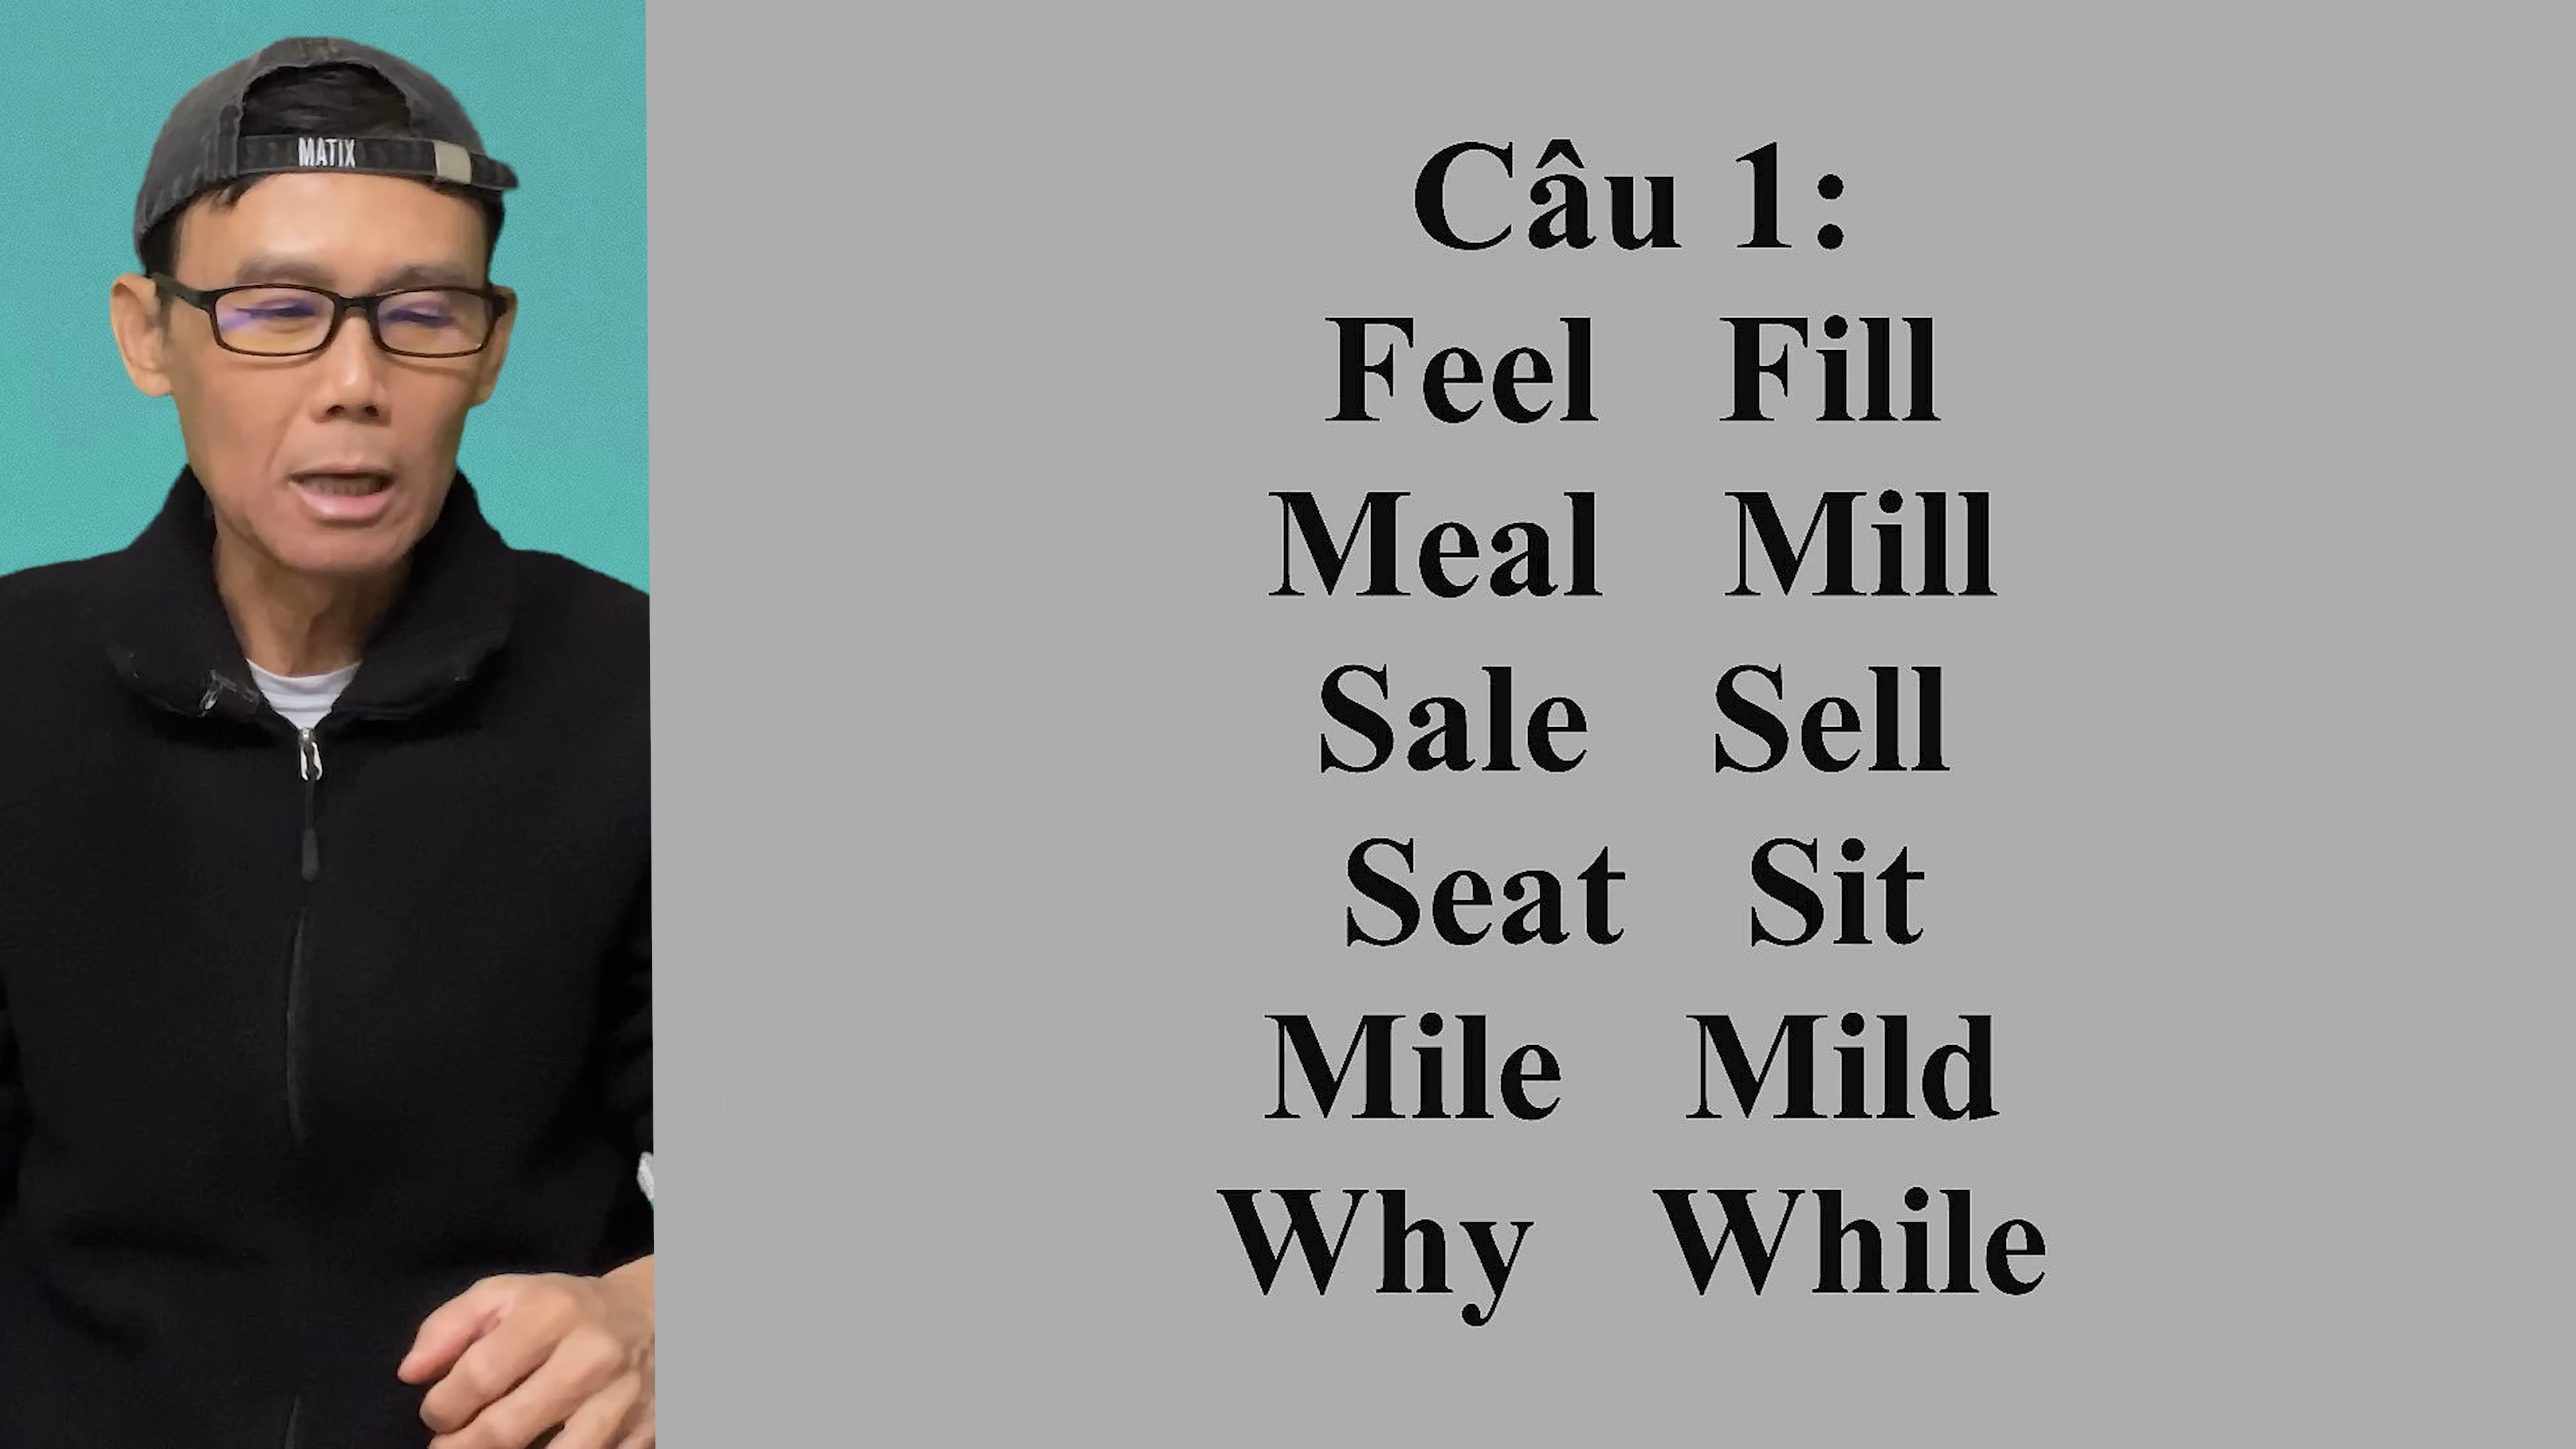 MATIX
Câu 1:
Feel Fill
Meal Mill
Sale Sell
Seat Sit
Mile Mild
Why While